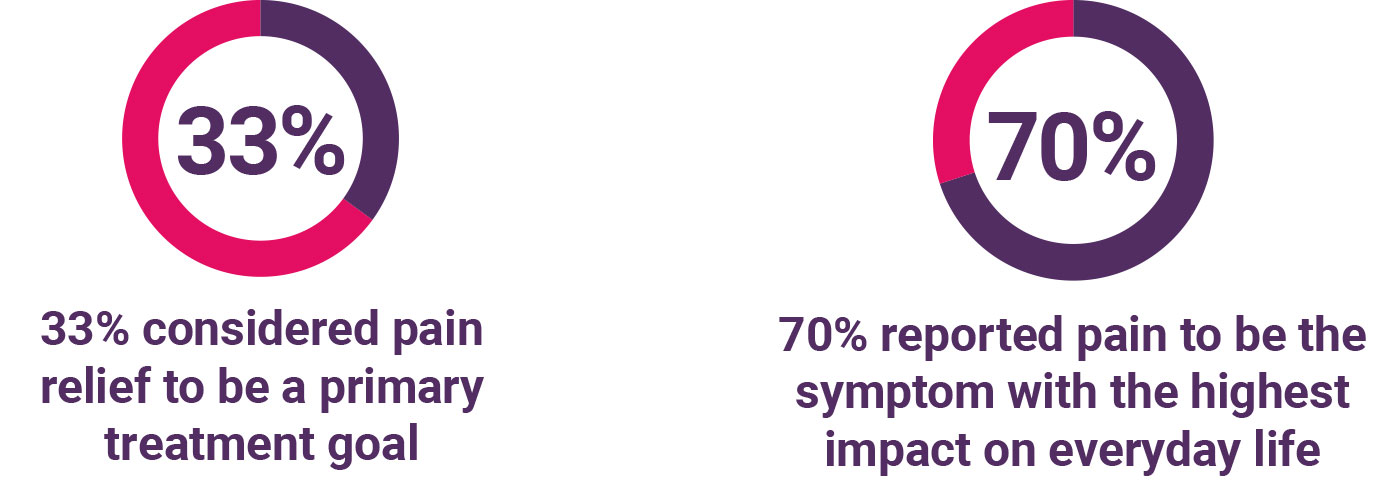 33%
33% considered pain
relief to be a primary
treatment goal
70%
70% reported pain to be the
symptom with the highest
impact on everyday life